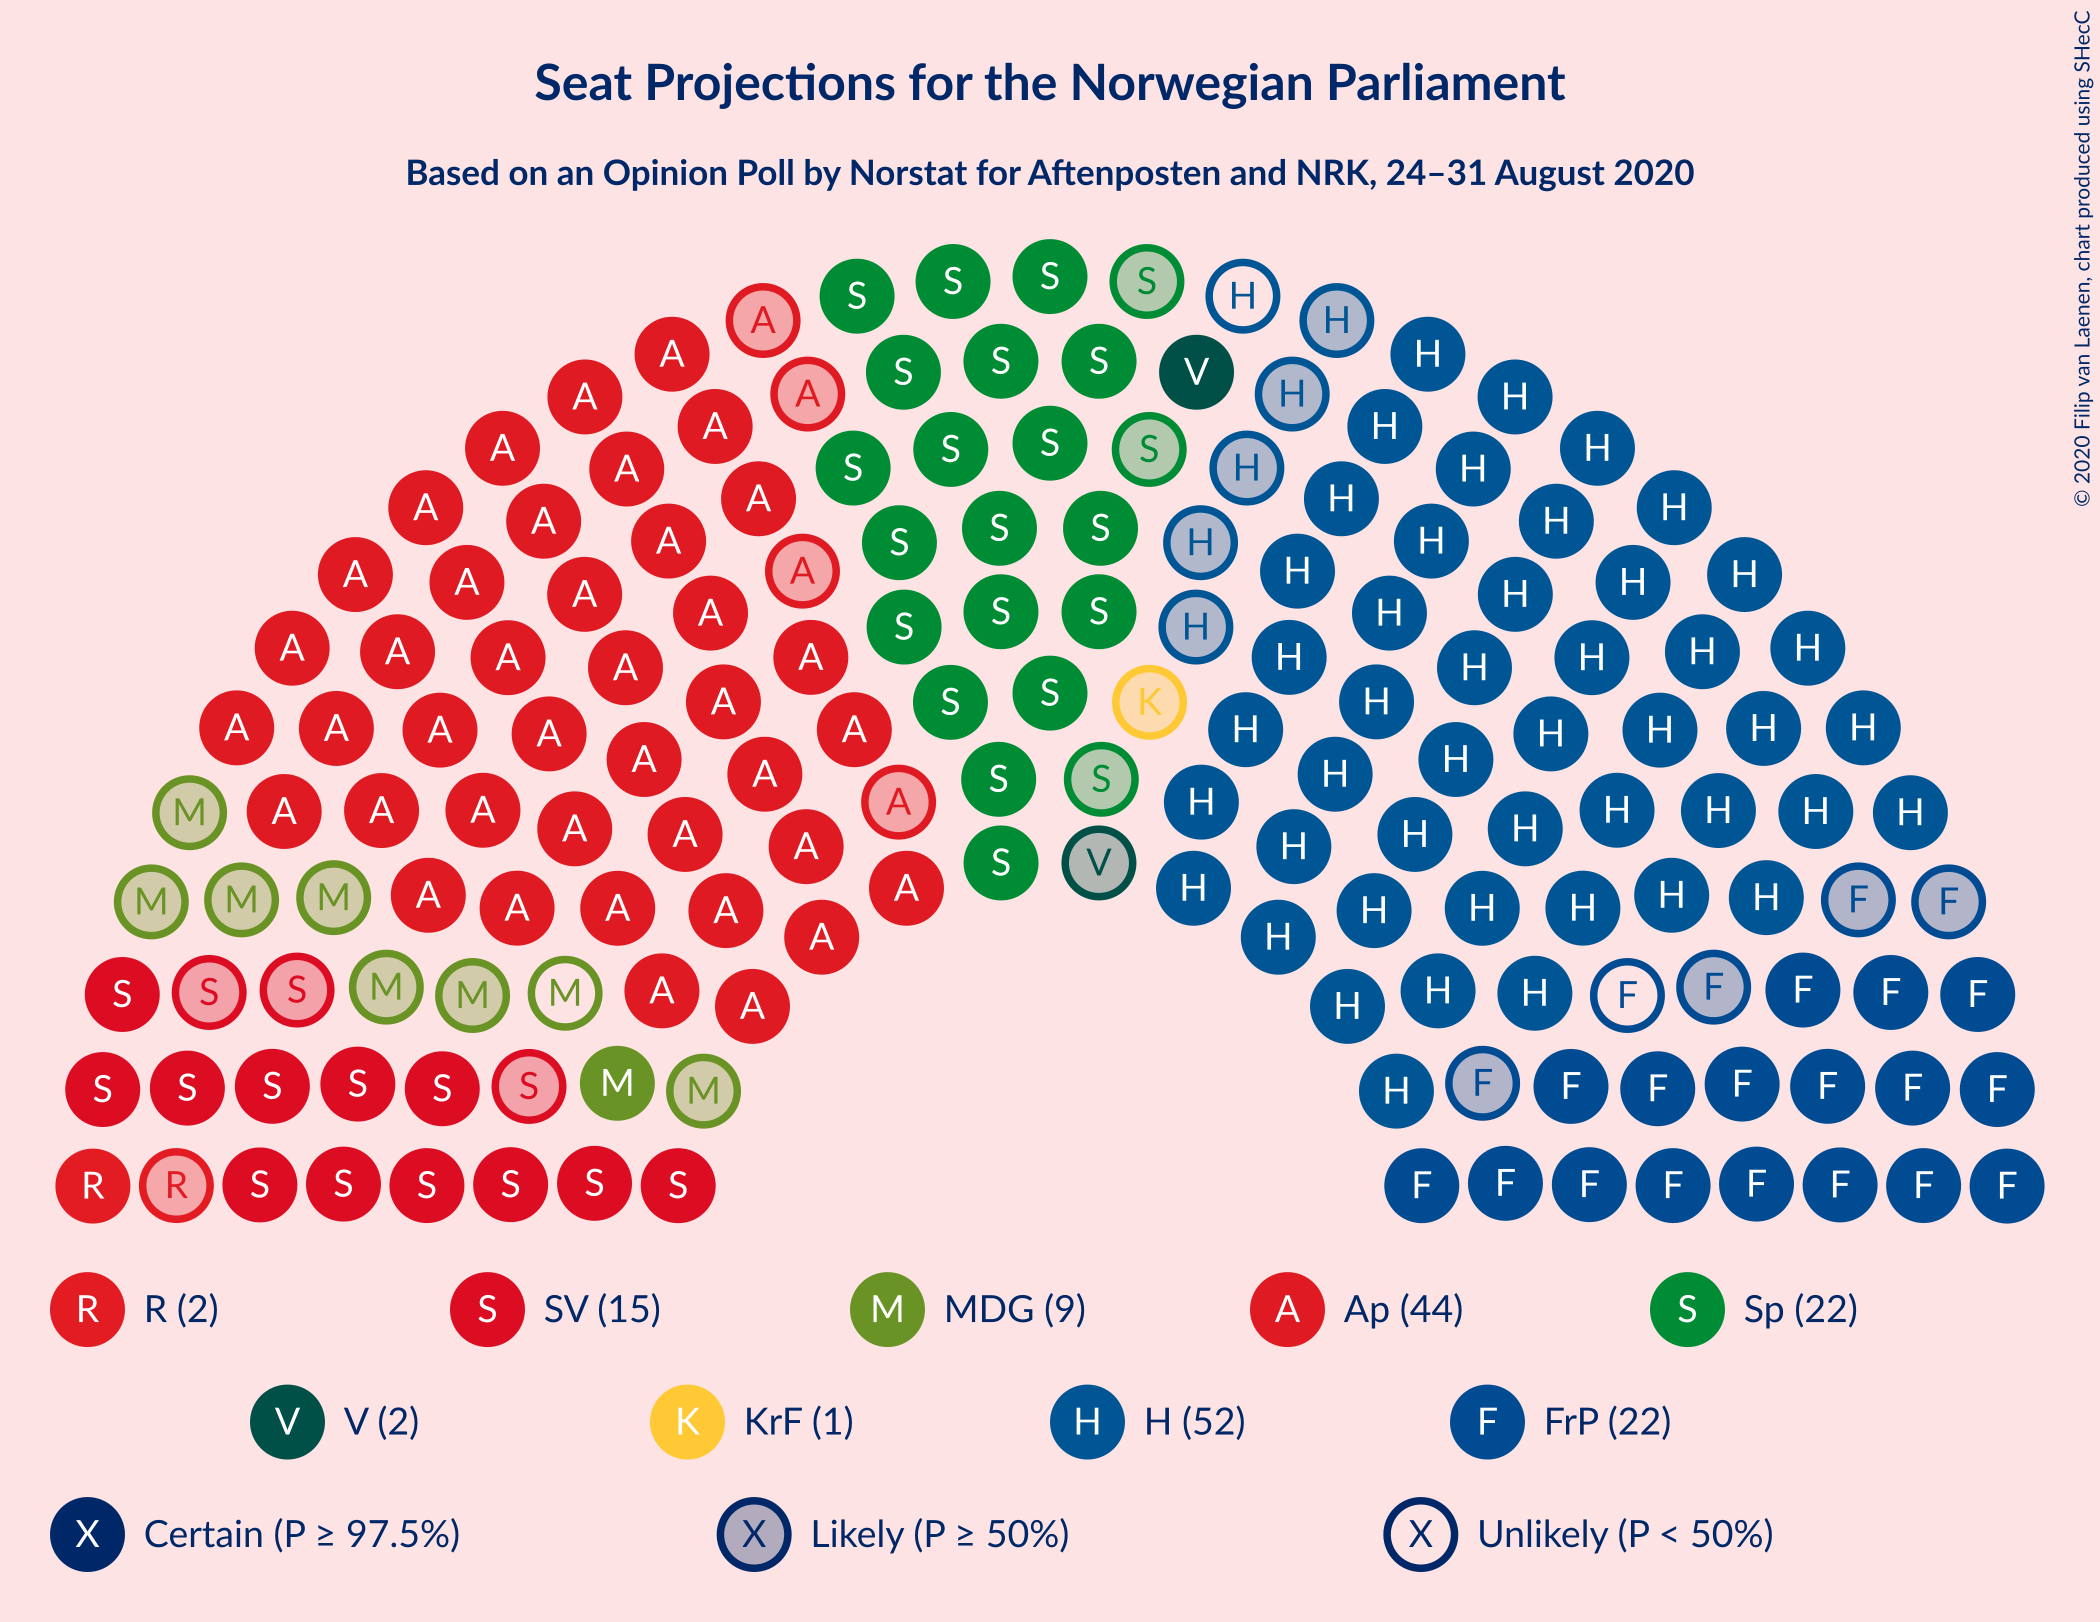 © 2020 Filip van Laenen, chart produced using SHecC
Seat Projections for the Norwegian Parliament
Based on an Opinion Poll by Norstat for Aftenposten and NRK, 24–31 August 2020
A S S S S H H
A S S S V H
A A H H
A A S S S H H
A S H H
A A A H H H
A S S S H H
A A A A H H H H
A S S S H H
A A A A A H H H H H
A S S K H
A A A A A H H H H H
A A S S H H
M A A A A A A H H H H H H H
A S V H
M M M A A A A A H H H H H H F F
A H
S S S M M M A A H H H F F F F F
S S S S S S M M H F F F F F F F
R R S S S S S S F F F F F F F F
R R (2) S SV (15) M MDG (9) A Ap (44) S Sp (22)
V V (2) K KrF (1) H H (52) F FrP (22)
X Certain (P ≥ 97.5%) X Likely (P ≥ 50%) X Unlikely (P < 50%)